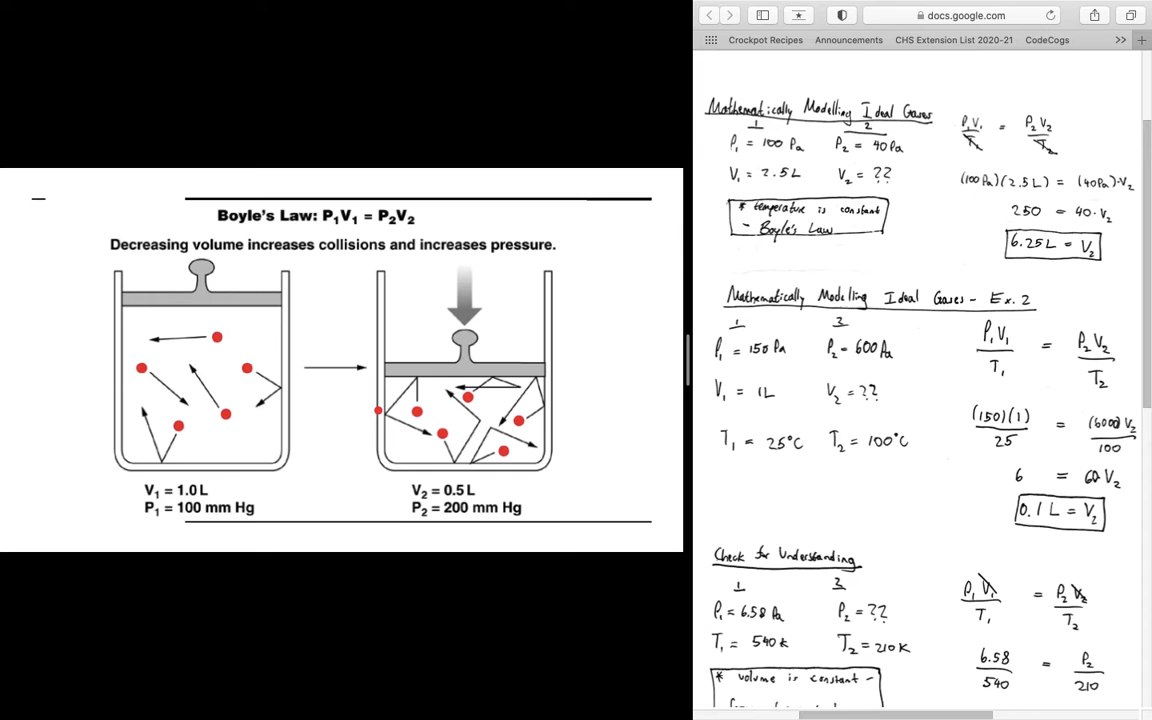 docs.google.com
Crockpot Recipes Announcements CHS Extension List 2020-21 CodeCogs >> +
Boyle's Law: P₁V₁ = P₂V₂
Decreasing volume increases collisions and increases pressure.
V₁ = 1.0 L
P₁ = 100 mm Hg
V₂ = 0.5 L
P₂ = 200 mm Hg
Mathematically Modelling Ideal Gases
1 2
P₁ = 100 Pa P₂ = 40 Pa
V₁ = 2.5 L V₂ = ??
* temperature is constant
- Boyle's Law
P₁V₁/T₁ = P₂V₂/T₂
(100 Pa)(2.5 L) = (40 Pa)·V₂
250 = 40·V₂
6.25 L = V₂
Mathematically Modelling Ideal Gases - Ex. 2
1 2
P₁ = 150 Pa P₂ = 600 Pa
V₁ = 1L V₂ = ??
T₁ = 25°C T₂ = 100°C
P₁V₁/T₁ = P₂V₂/T₂
(150)(1)/25 = (6000)V₂/100
6 = 60·V₂
0.1 L = V₂
Check for Understanding
1 2
P₁ = 6.58 Pa P₂ = ??
T₁ = 540 K T₂ = 210 K
* volume is constant -
P₁V₁/T₁ = P₂V₂/T₂
6.58/540 = P₂/210